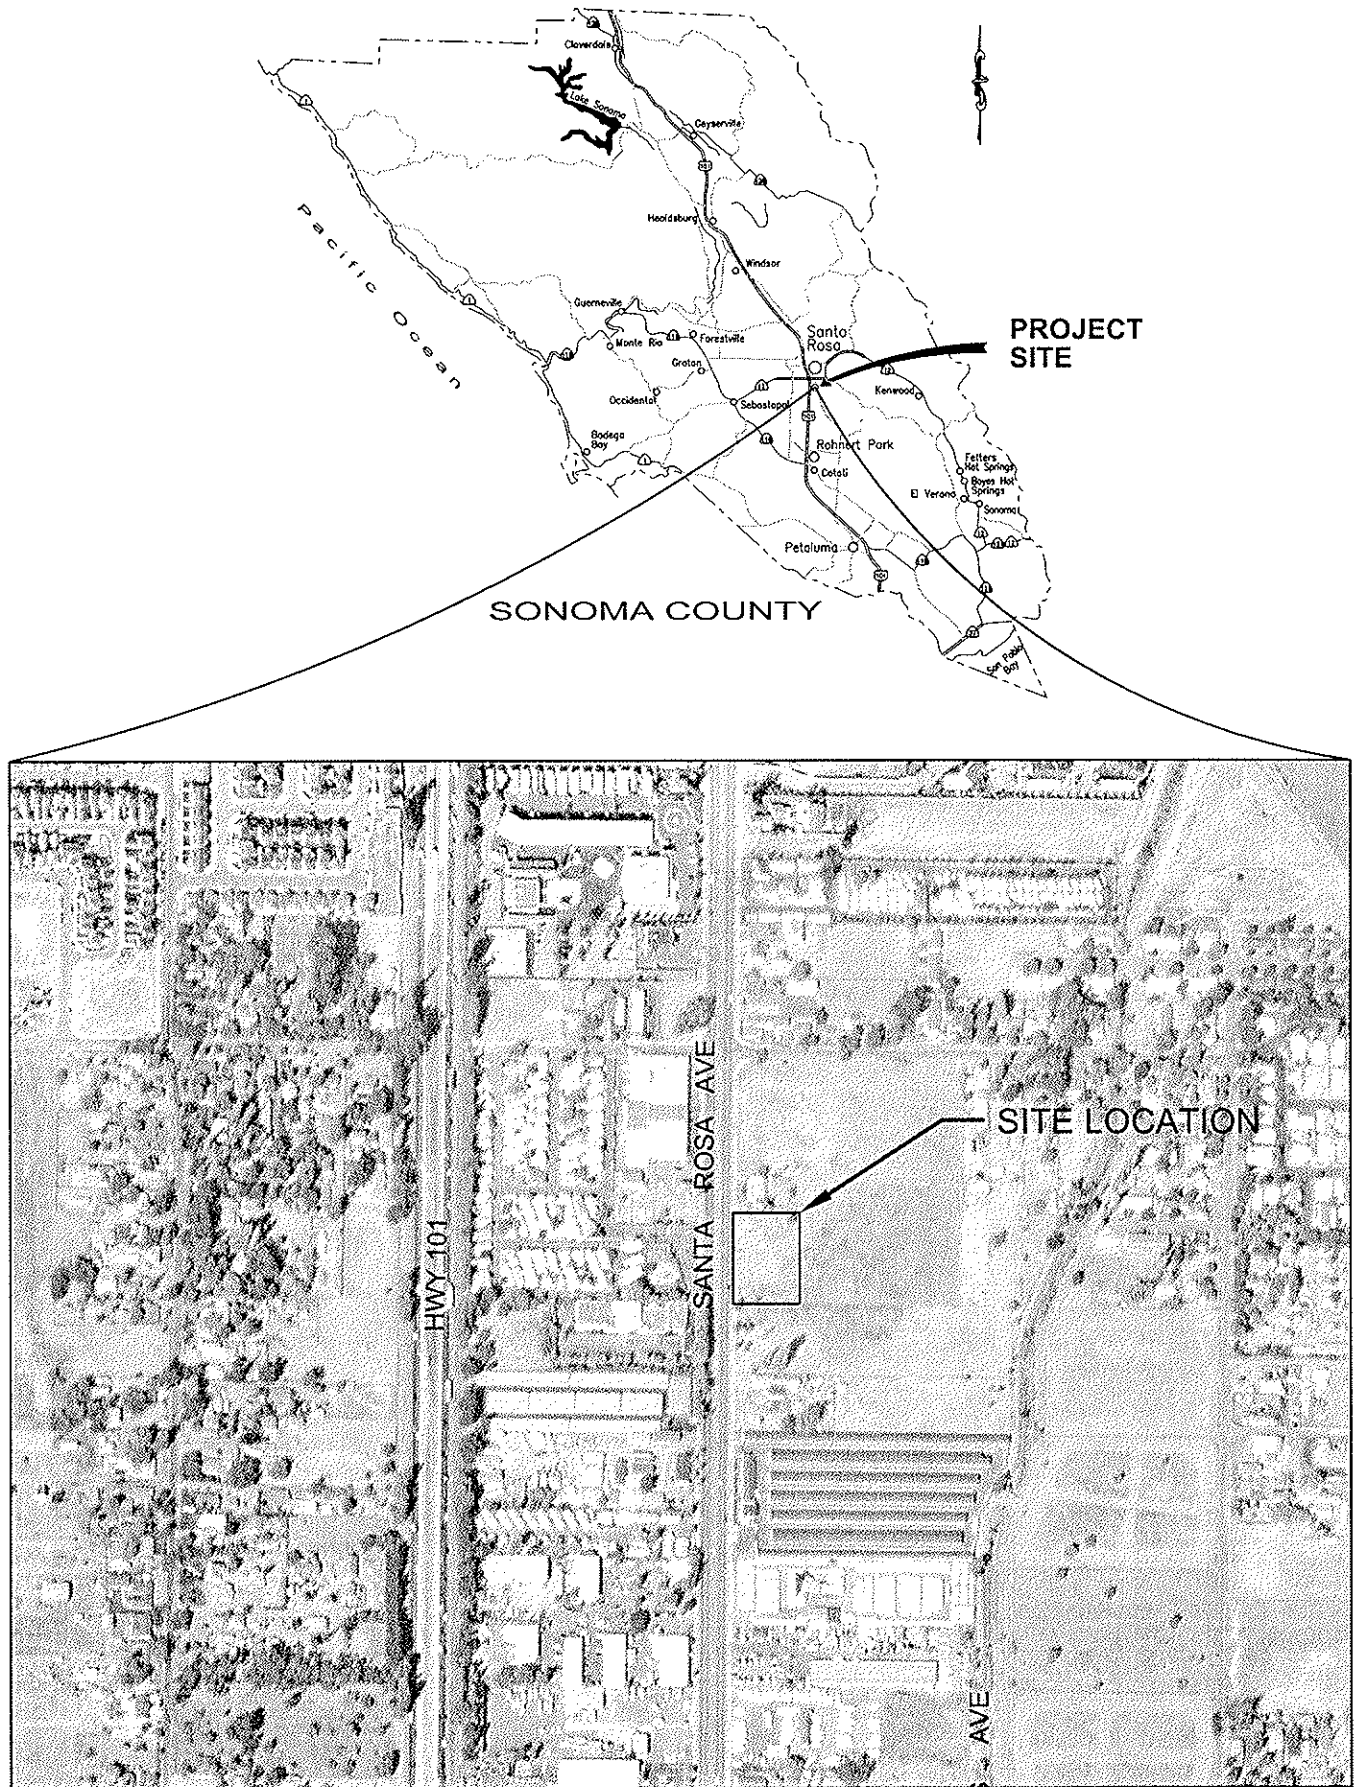 Cloverdale
Lake Sonoma
Geyserville
101
Healdsburg
Windsor
Pacific Ocean
Guerneville
Monte Rio
Forestville
Santa
Rosa
PROJECT
SITE
Graton
Occidental
Sebastopol
Kenwood
Bodega
Bay
Rohnert Park
Cotati
Fetters
Hot Springs
Boyes Hot
Springs
El Verano
Sonoma
Petaluma
101
SONOMA COUNTY
San Pablo
Bay
SITE LOCATION
HWY 101
SANTA ROSA AVE
AVE